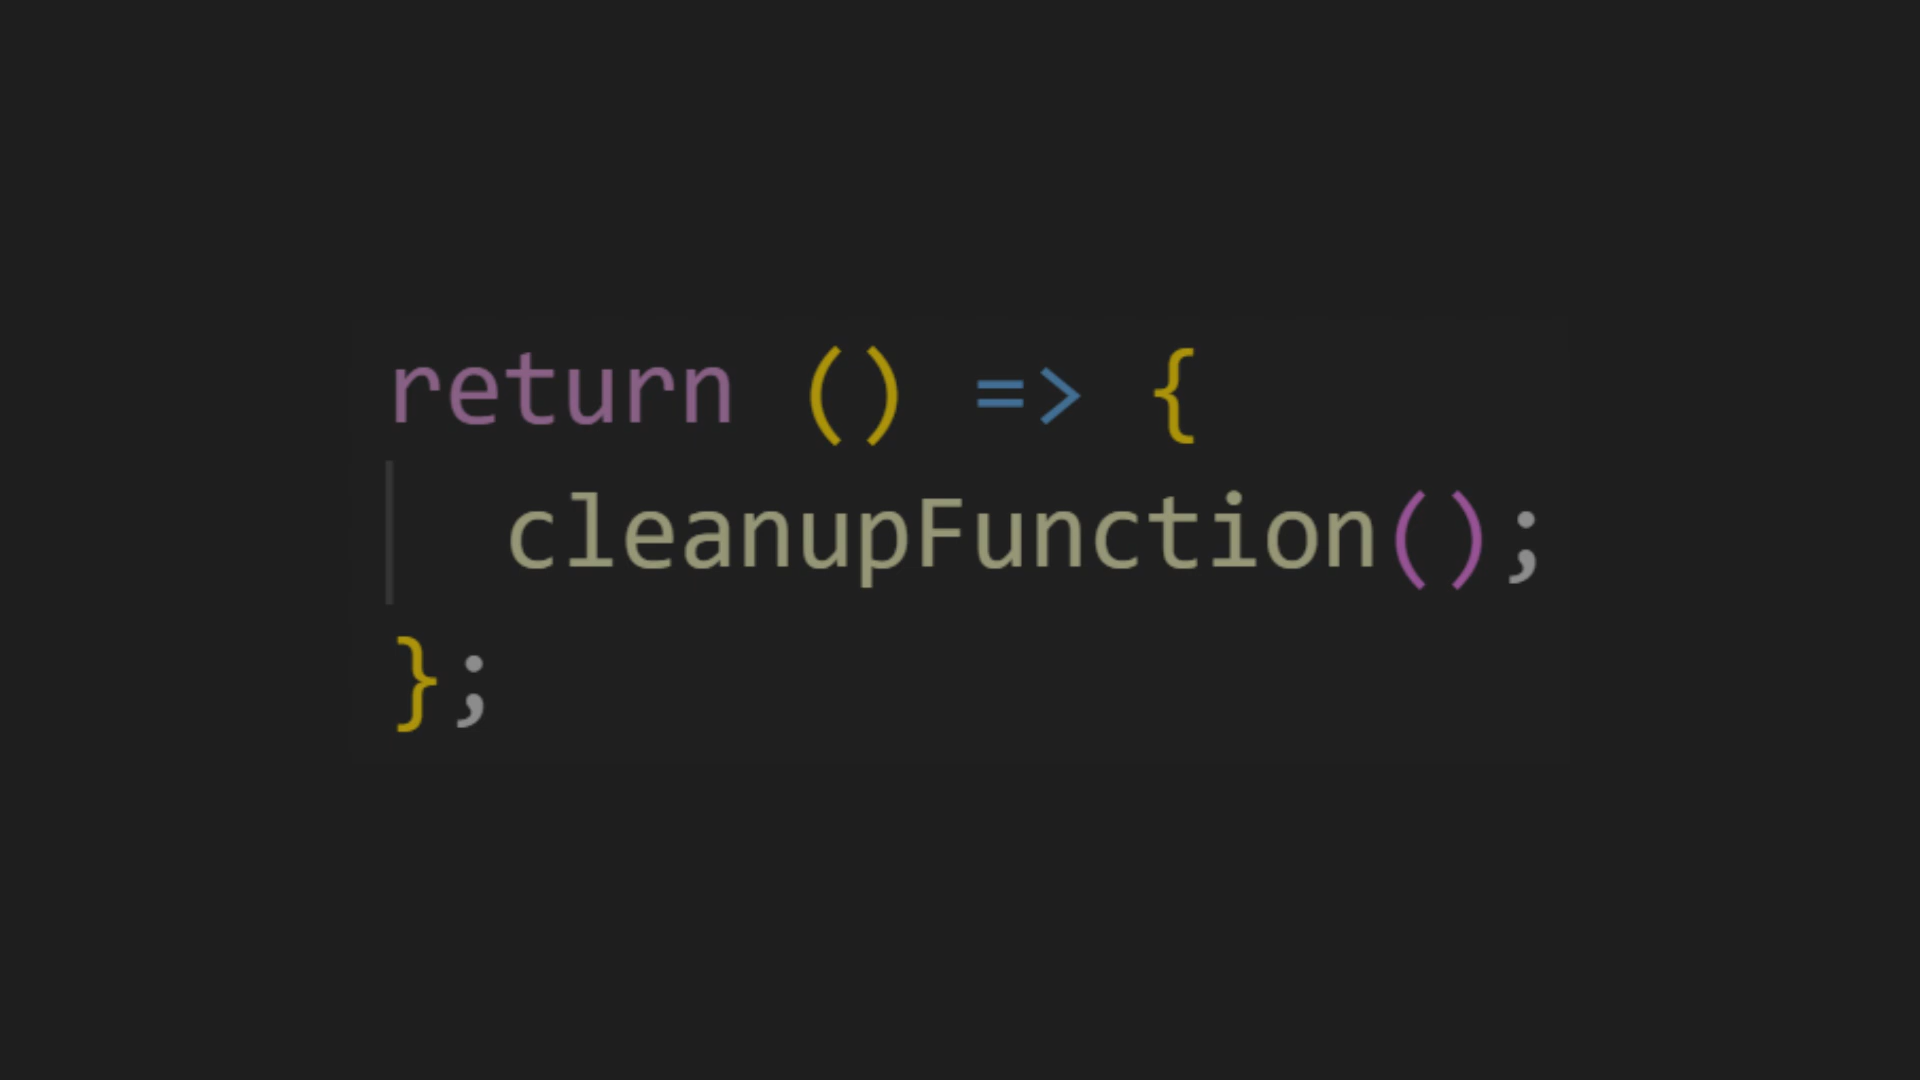 return () => {
  cleanupFunction();
};